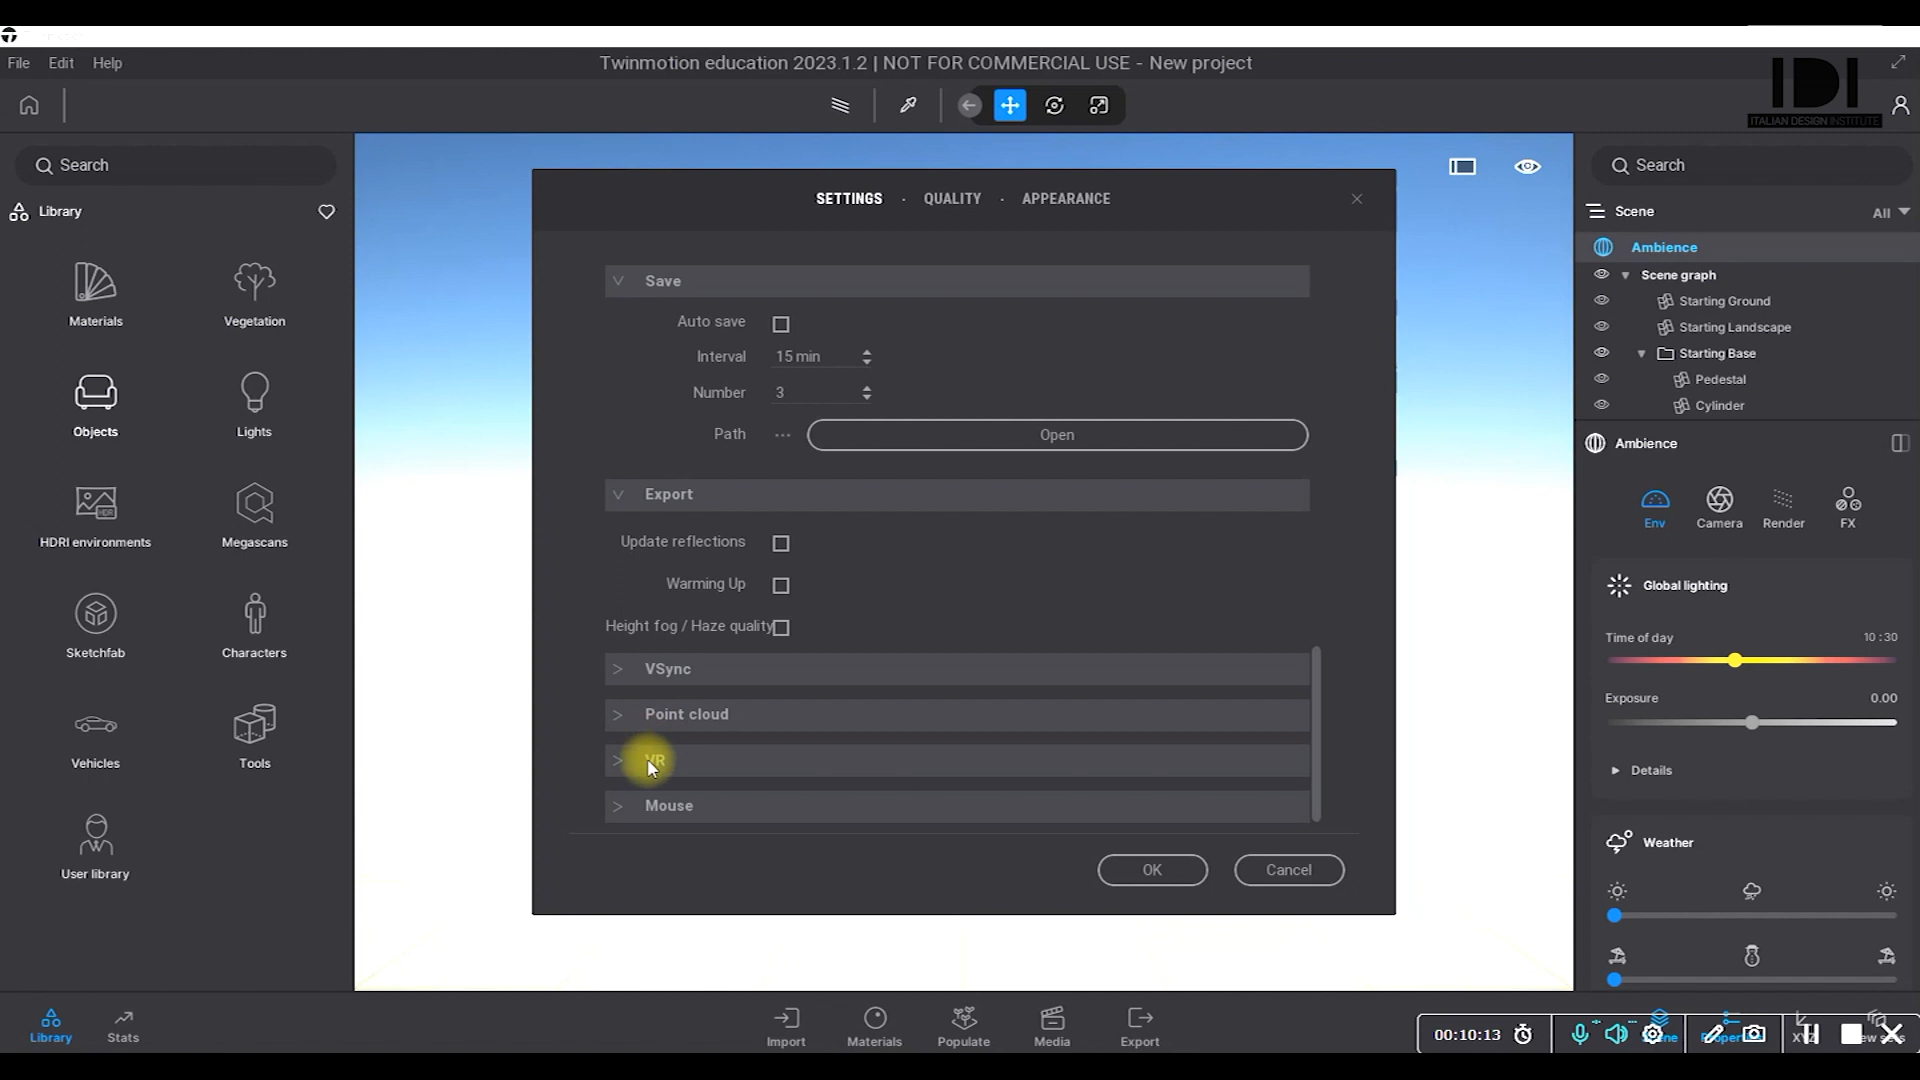 File Edit Help
Twinmotion education 2023.1.2 | NOT FOR COMMERCIAL USE - New project
IDI
ITALIAN DESIGN INSTITUTE
Search
Library
Materials
Vegetation
Objects
Lights
HDRI environments
Megascans
Sketchfab
Characters
Vehicles
Tools
User library
SETTINGS · QUALITY · APPEARANCE
Save
Auto save
Interval 15 min
Number 3
Path ... Open
Export
Update reflections
Warming Up
Height fog / Haze quality
VSync
Point cloud
VR
Mouse
OK
Cancel
Search
Scene
All
Ambience
Scene graph
Starting Ground
Starting Landscape
Starting Base
Pedestal
Cylinder
Ambience
Env
Camera
Render
FX
Global lighting
Time of day 10:30
Exposure 0.00
Details
Weather
Library
Stats
Import
Materials
Populate
Media
Export
00:10:13